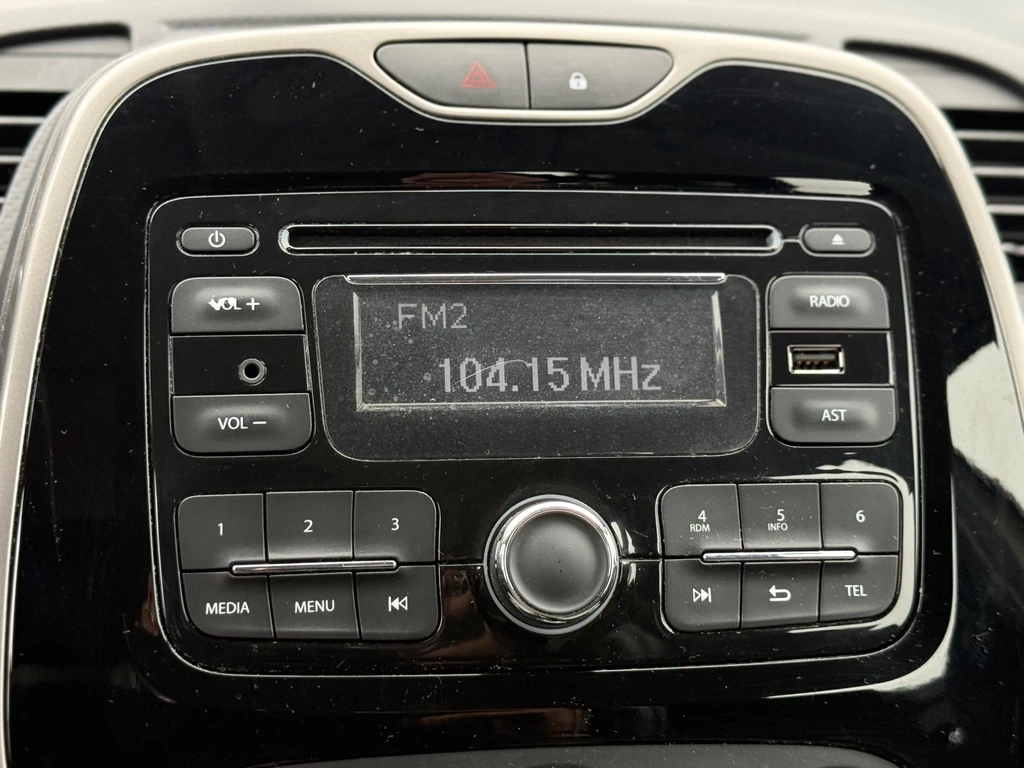 VOL +
RADIO
FM2
104.15 MHz
VOL −
AST
1
2
3
4
RDM
5
INFO
6
MEDIA
MENU
TEL